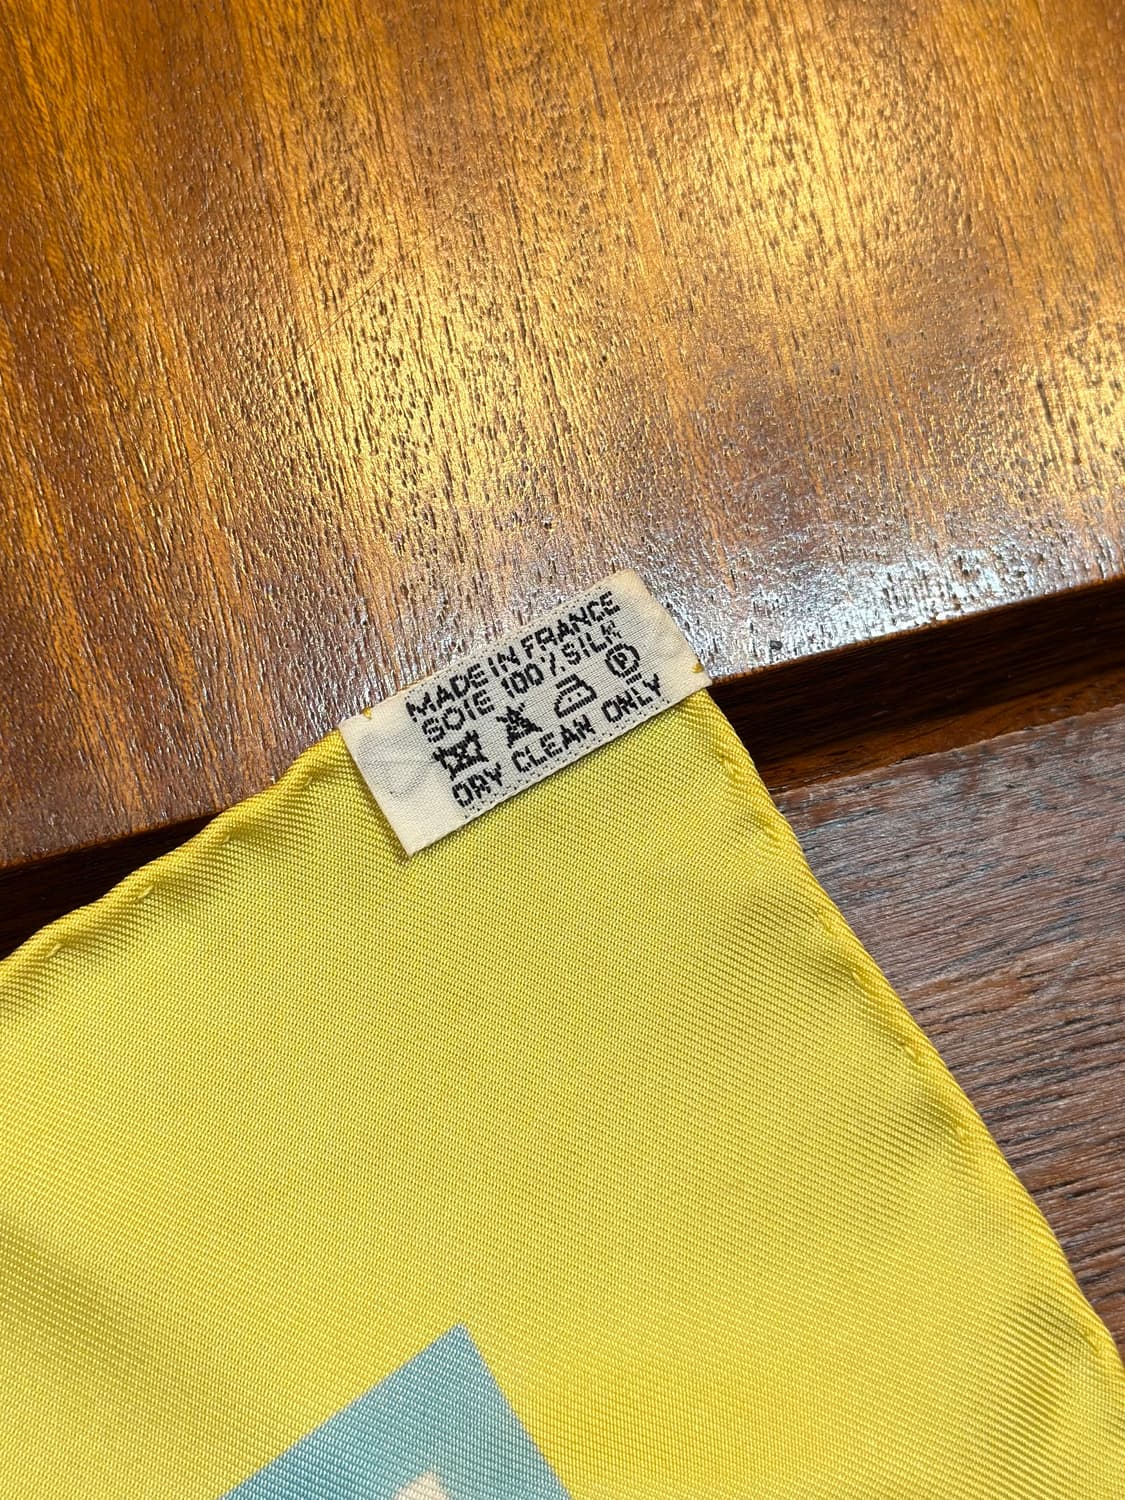 MADE IN FRANCE
SOIE 100% SILK
P
DRY CLEAN ONLY